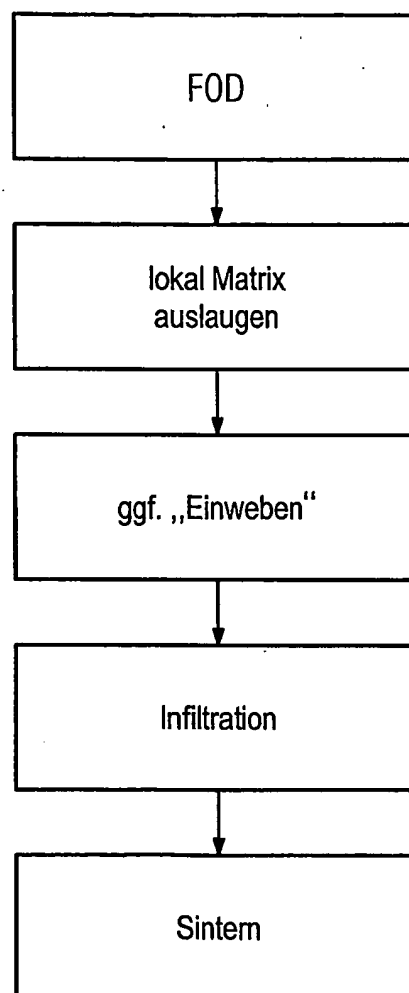 FOD
lokal Matrix
auslaugen
ggf. „Einweben“
Infiltration
Sintern